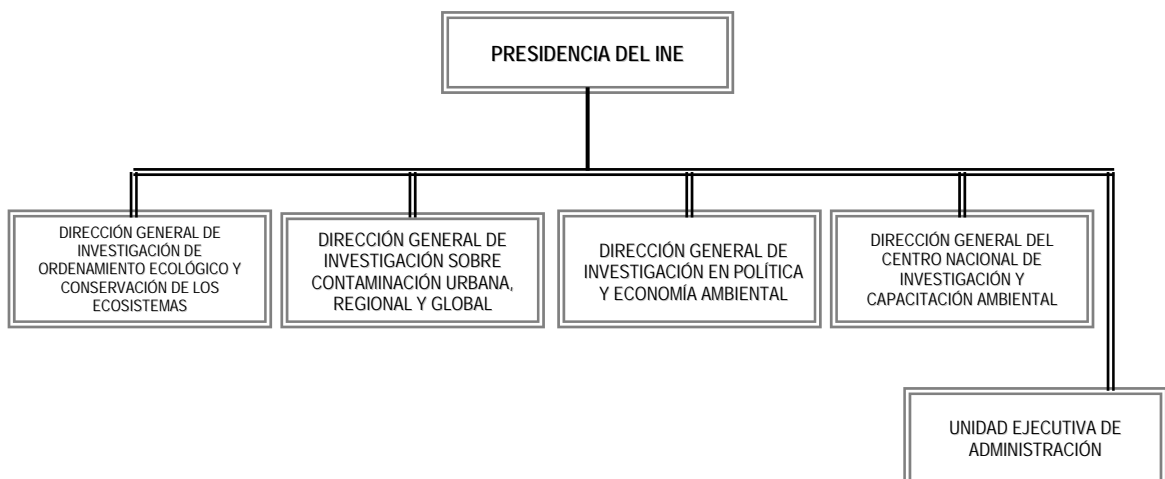 PRESIDENCIA DEL INE
DIRECCIÓN GENERAL DE
INVESTIGACIÓN DE
ORDENAMIENTO ECOLÓGICO Y
CONSERVACIÓN DE LOS
ECOSISTEMAS
DIRECCIÓN GENERAL DE
INVESTIGACIÓN SOBRE
CONTAMINACIÓN URBANA,
REGIONAL Y GLOBAL
DIRECCIÓN GENERAL DE
INVESTIGACIÓN EN POLÍTICA
Y ECONOMÍA AMBIENTAL
DIRECCIÓN GENERAL DEL
CENTRO NACIONAL DE
INVESTIGACIÓN Y
CAPACITACIÓN AMBIENTAL
UNIDAD EJECUTIVA DE
ADMINISTRACIÓN